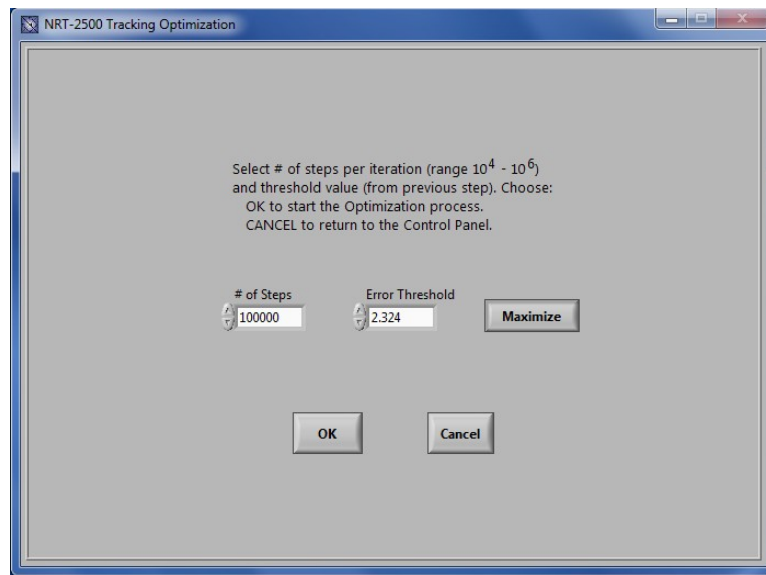 NRT-2500 Tracking Optimization
Select # of steps per iteration (range 10⁴ - 10⁶)
and threshold value (from previous step). Choose:
OK to start the Optimization process.
CANCEL to return to the Control Panel.
# of Steps Error Threshold
100000 2.324 Maximize
OK Cancel